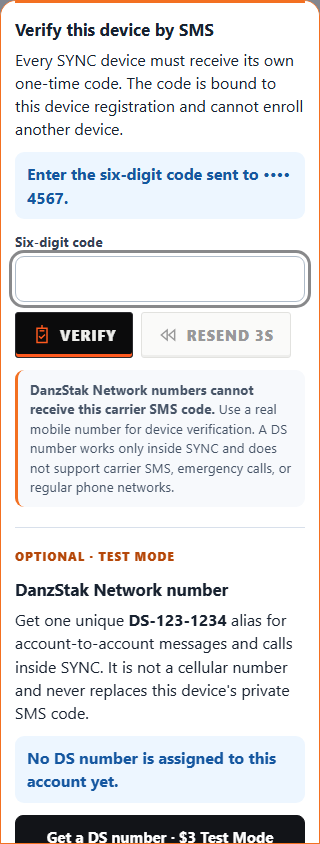 Verify this device by SMS
Every SYNC device must receive its own
one-time code. The code is bound to
this device registration and cannot enroll
another device.
Enter the six-digit code sent to ••••
4567.
Six-digit code
VERIFY
RESEND 3S
DanzStak Network numbers cannot
receive this carrier SMS code. Use a real
mobile number for device verification. A DS
number works only inside SYNC and does
not support carrier SMS, emergency calls, or
regular phone networks.
OPTIONAL · TEST MODE
DanzStak Network number
Get one unique DS-123-1234 alias for
account-to-account messages and calls
inside SYNC. It is not a cellular number
and never replaces this device's private
SMS code.
No DS number is assigned to this
account yet.
Get a DS number · $3 Test Mode